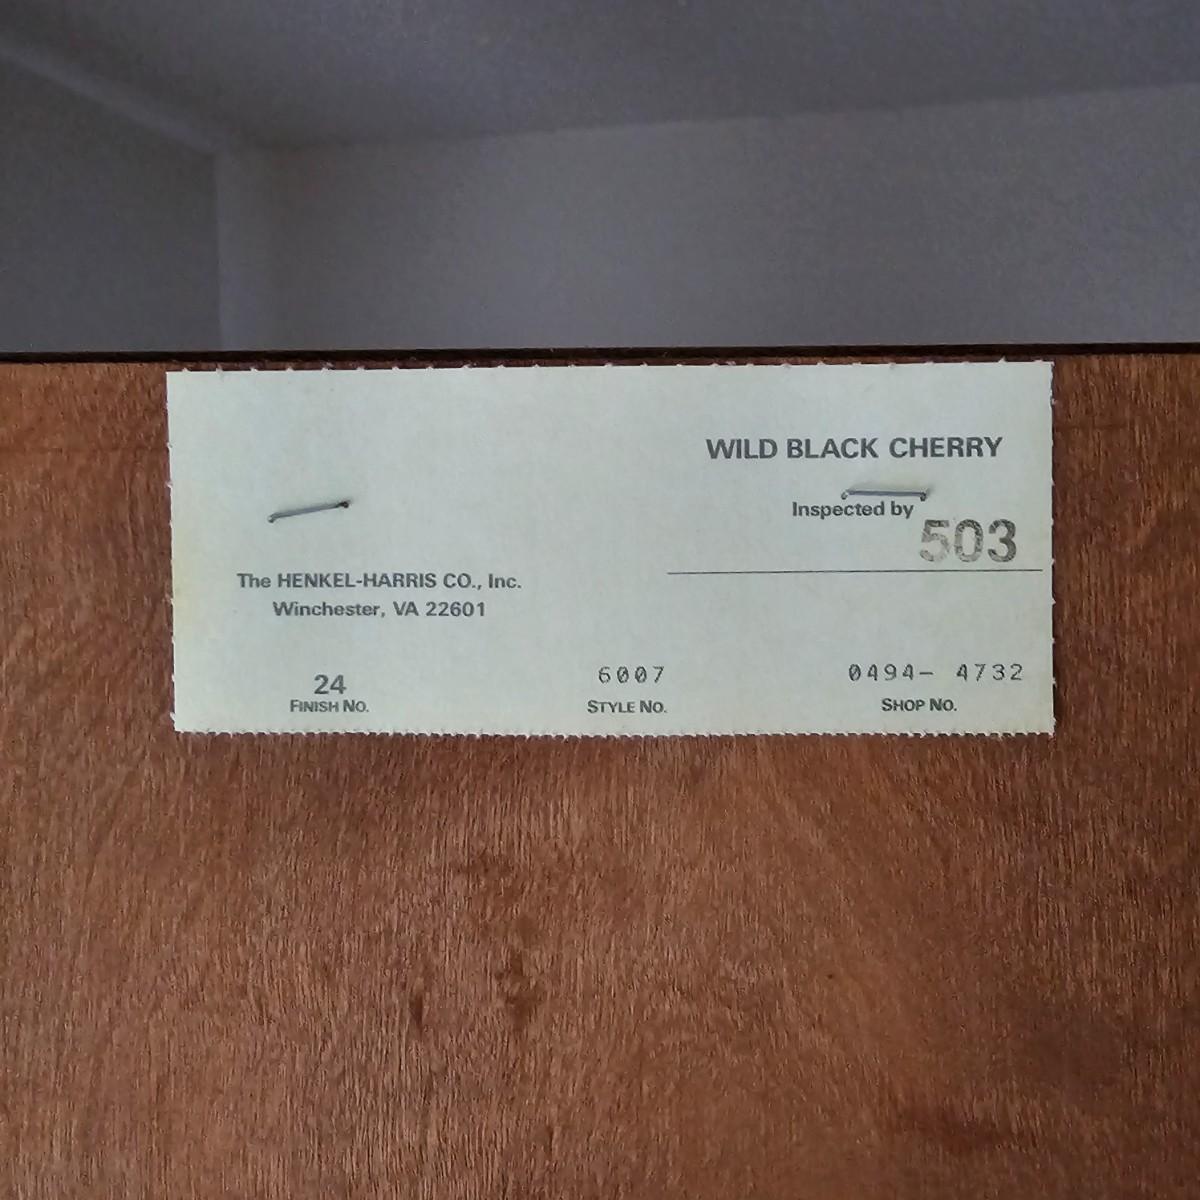 WILD BLACK CHERRY
Inspected by 503
The HENKEL-HARRIS CO., Inc.
Winchester, VA 22601
24 6007 0494- 4732
FINISH NO. STYLE NO. SHOP NO.